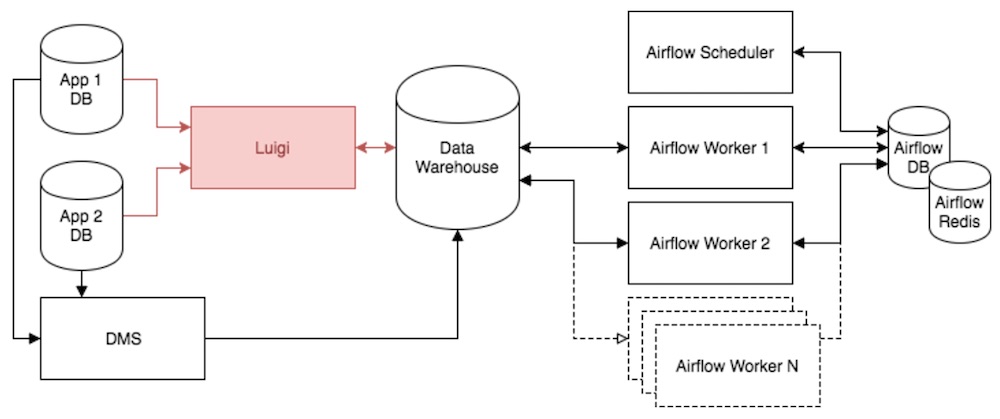 App 1
DB
Airflow Scheduler
Luigi
Data
Warehouse
Airflow Worker 1
Airflow
DB
App 2
DB
Airflow Worker 2
Airflow
Redis
DMS
Airflow Worker N